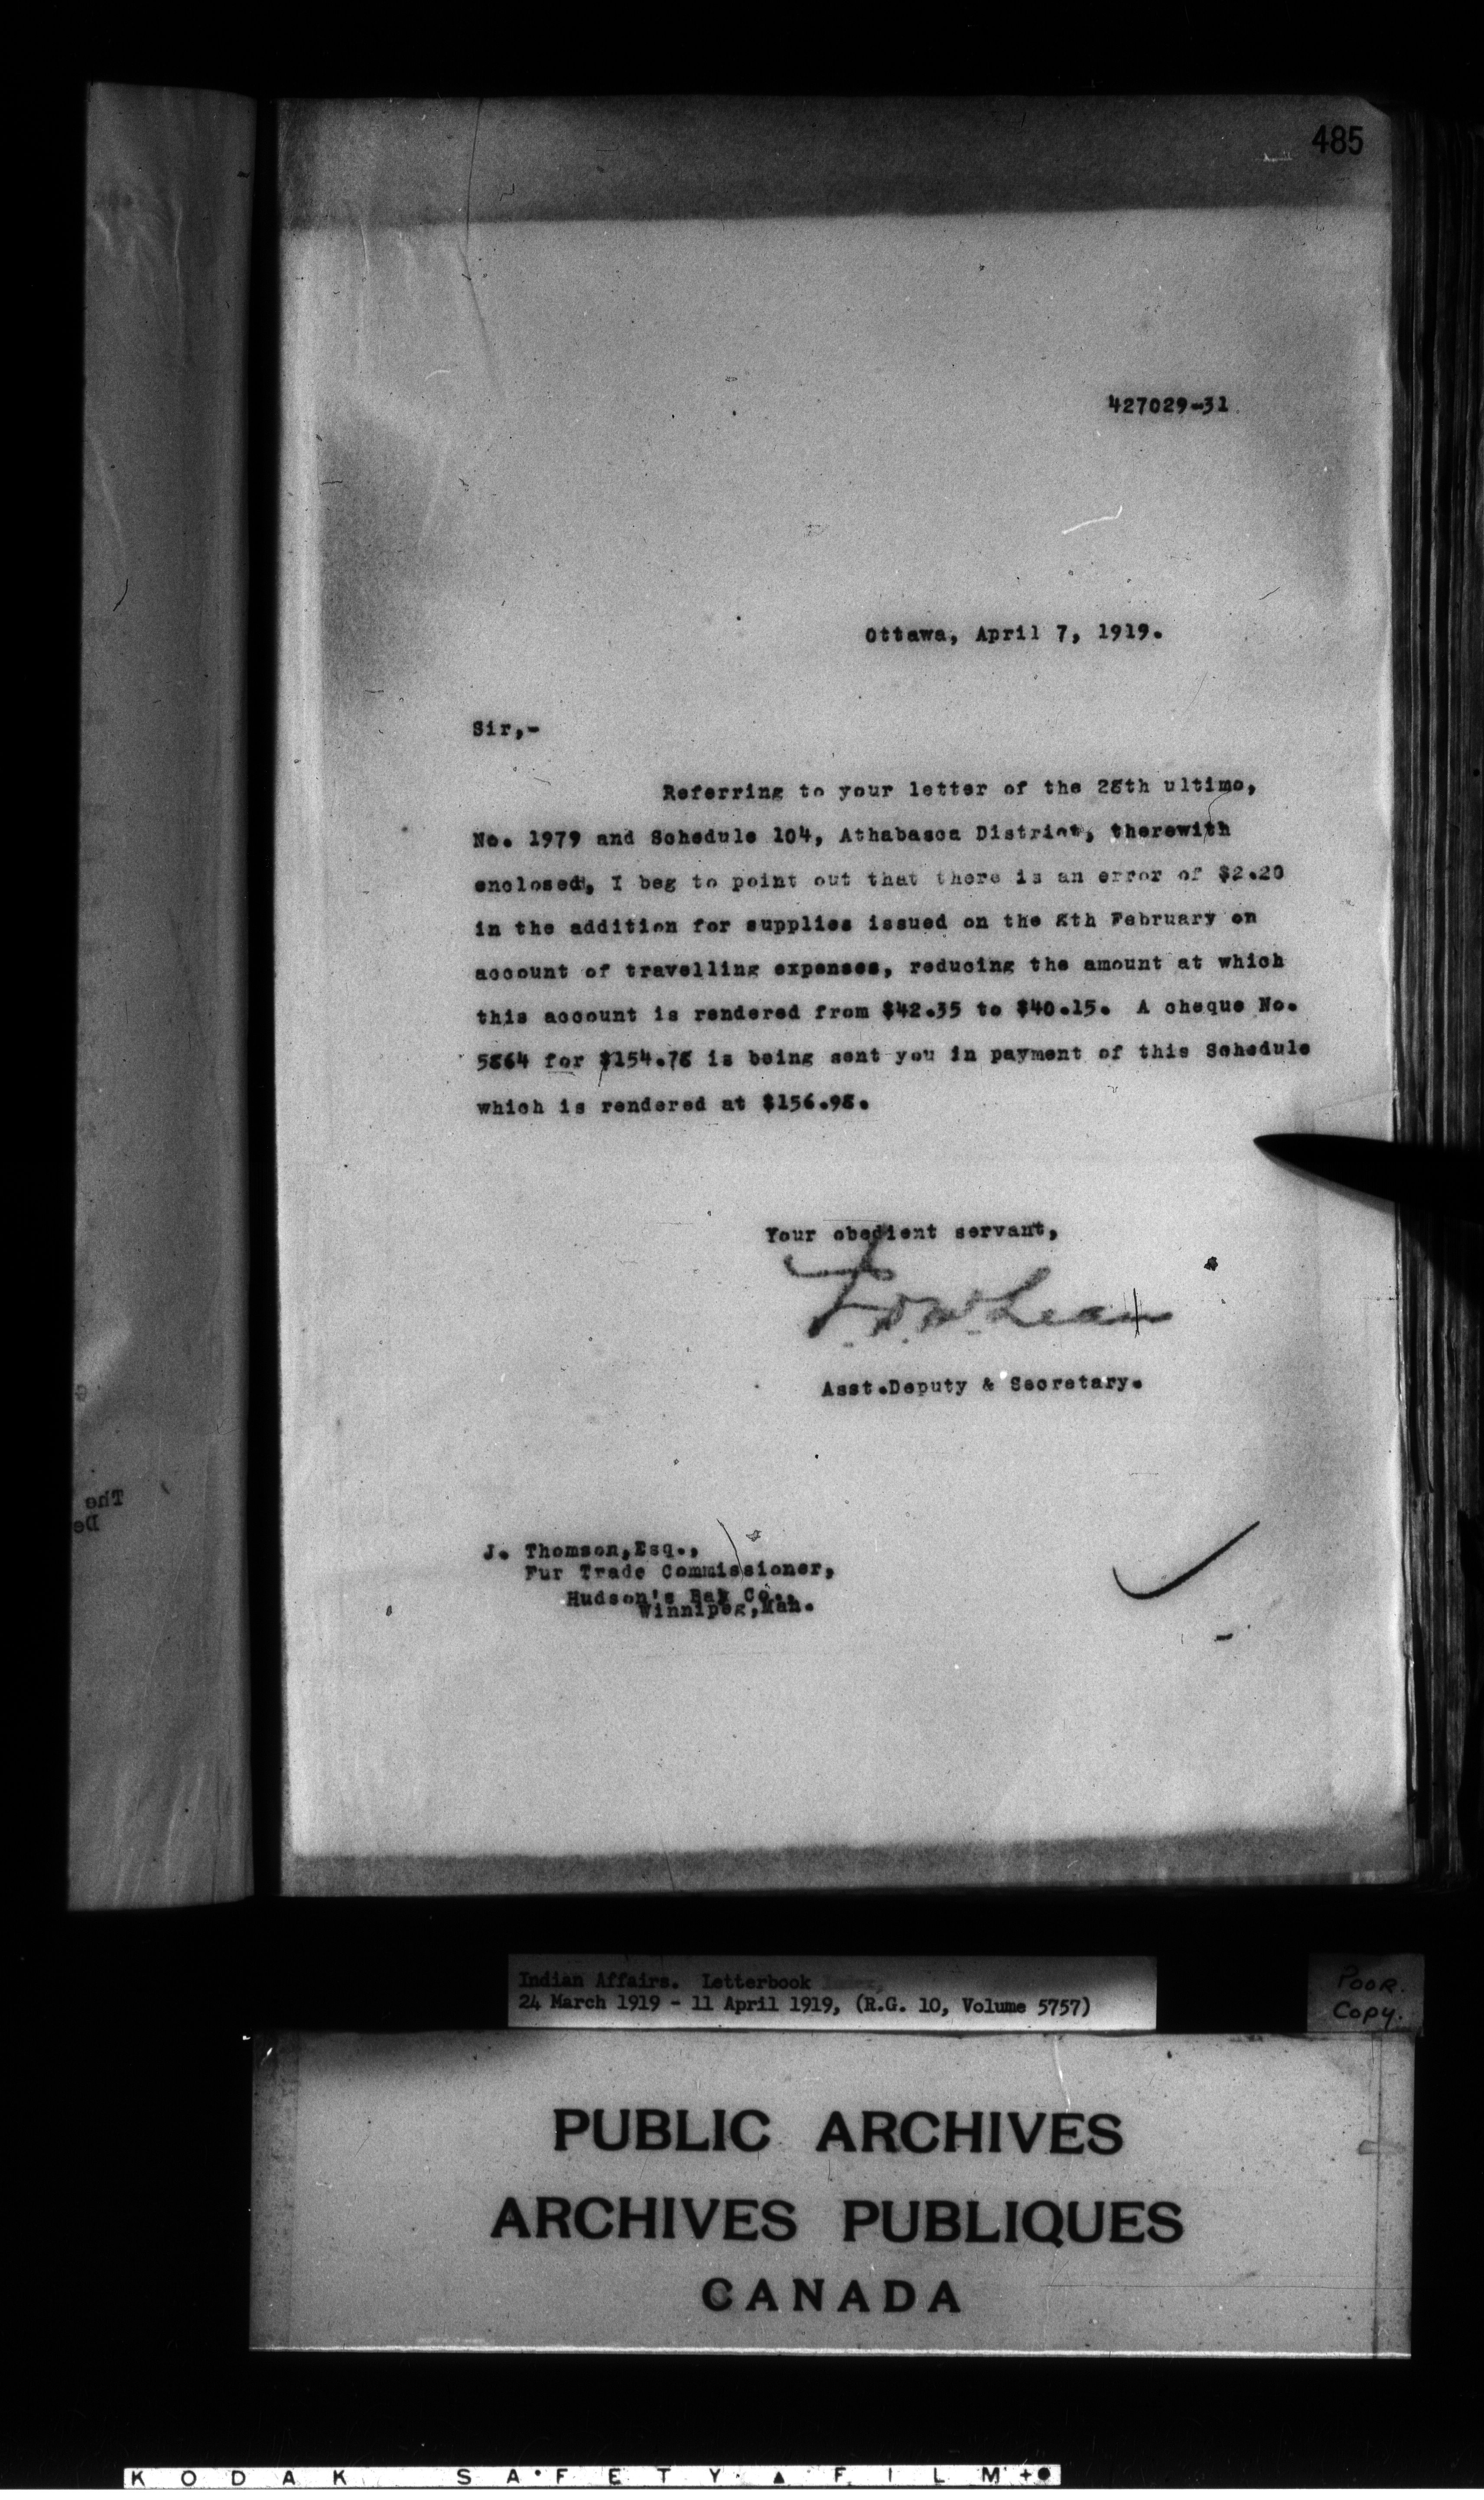 485
427029-31
Ottawa, April 7, 1919.
Sir,-
Referring to your letter of the 28th ultimo,
No. 1979 and Schedule 104, Athabasca District, therewith
enclosed, I beg to point out that there is an error of $2.20
in the addition for supplies issued on the 8th February on
account of travelling expenses, reducing the amount at which
this account is rendered from $42.35 to $40.15. A cheque No.
5864 for $154.78 is being sent you in payment of this Schedule
which is rendered at $156.98.
Your obedient servant,
Asst.Deputy & Secretary.
The
De
J. Thomson,Esq.,
Fur Trade Commissioner,
Hudson's Bay Co.,
Winnipeg,Man.
Indian Affairs. Letterbook Index,
24 March 1919 - 11 April 1919, (R.G. 10, Volume 5757)
POOR.
COPY.
PUBLIC ARCHIVES
ARCHIVES PUBLIQUES
CANADA
KODAK SAFETY ▲ FILM +●